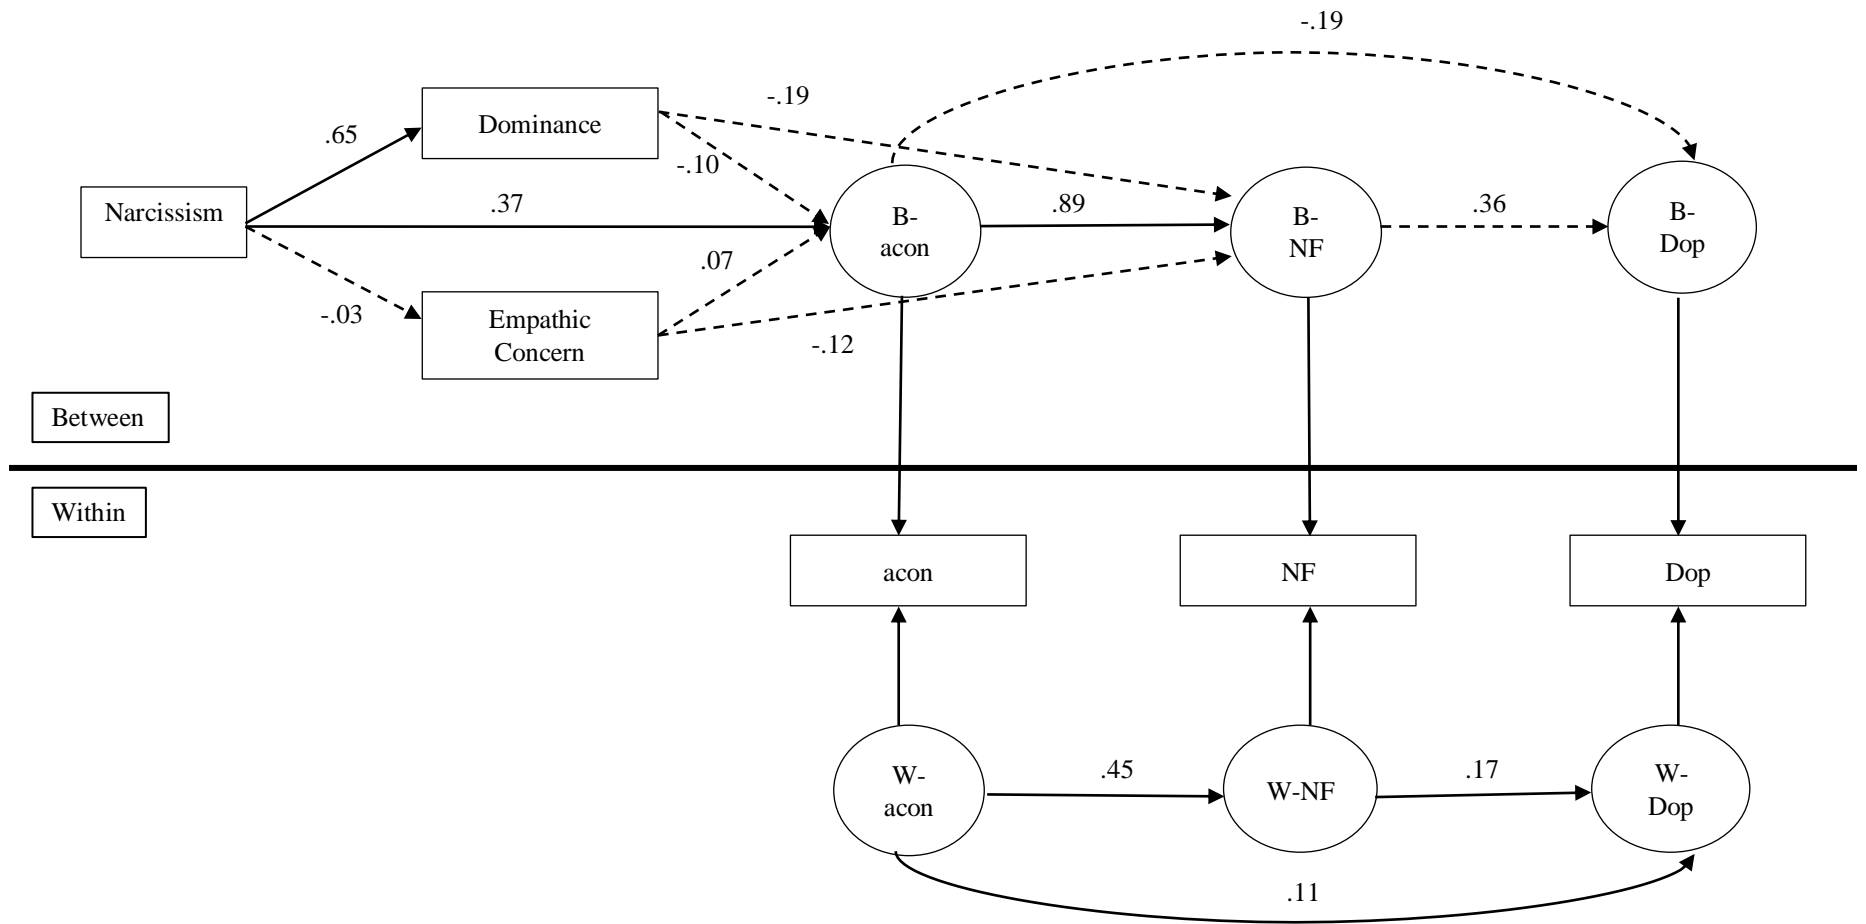 -.19
-.19
Dominance
.65
-.10
Narcissism
.37
B-
acon
.89
B-
NF
.36
B-
Dop
.07
-.03
Empathic
Concern
-.12
Between
Within
acon
NF
Dop
W-
acon
.45
W-NF
.17
W-
Dop
.11